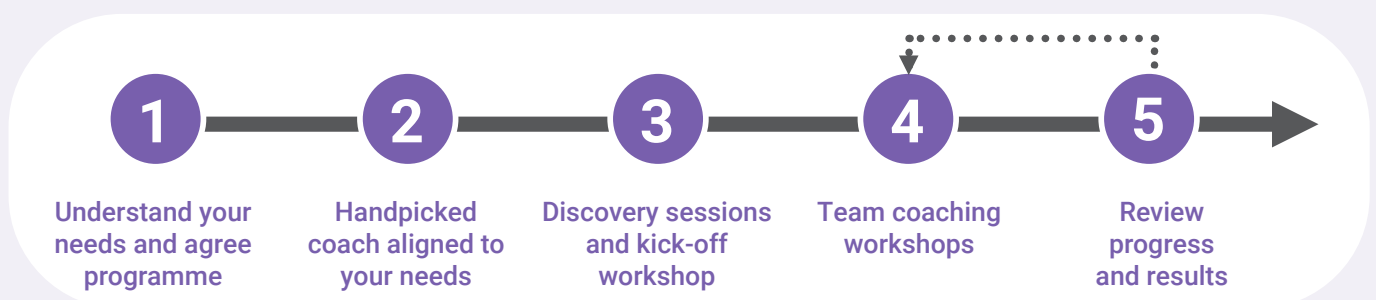 1
2
3
4
5
Understand your
needs and agree
programme
Handpicked
coach aligned to
your needs
Discovery sessions
and kick-off
workshop
Team coaching
workshops
Review
progress
and results